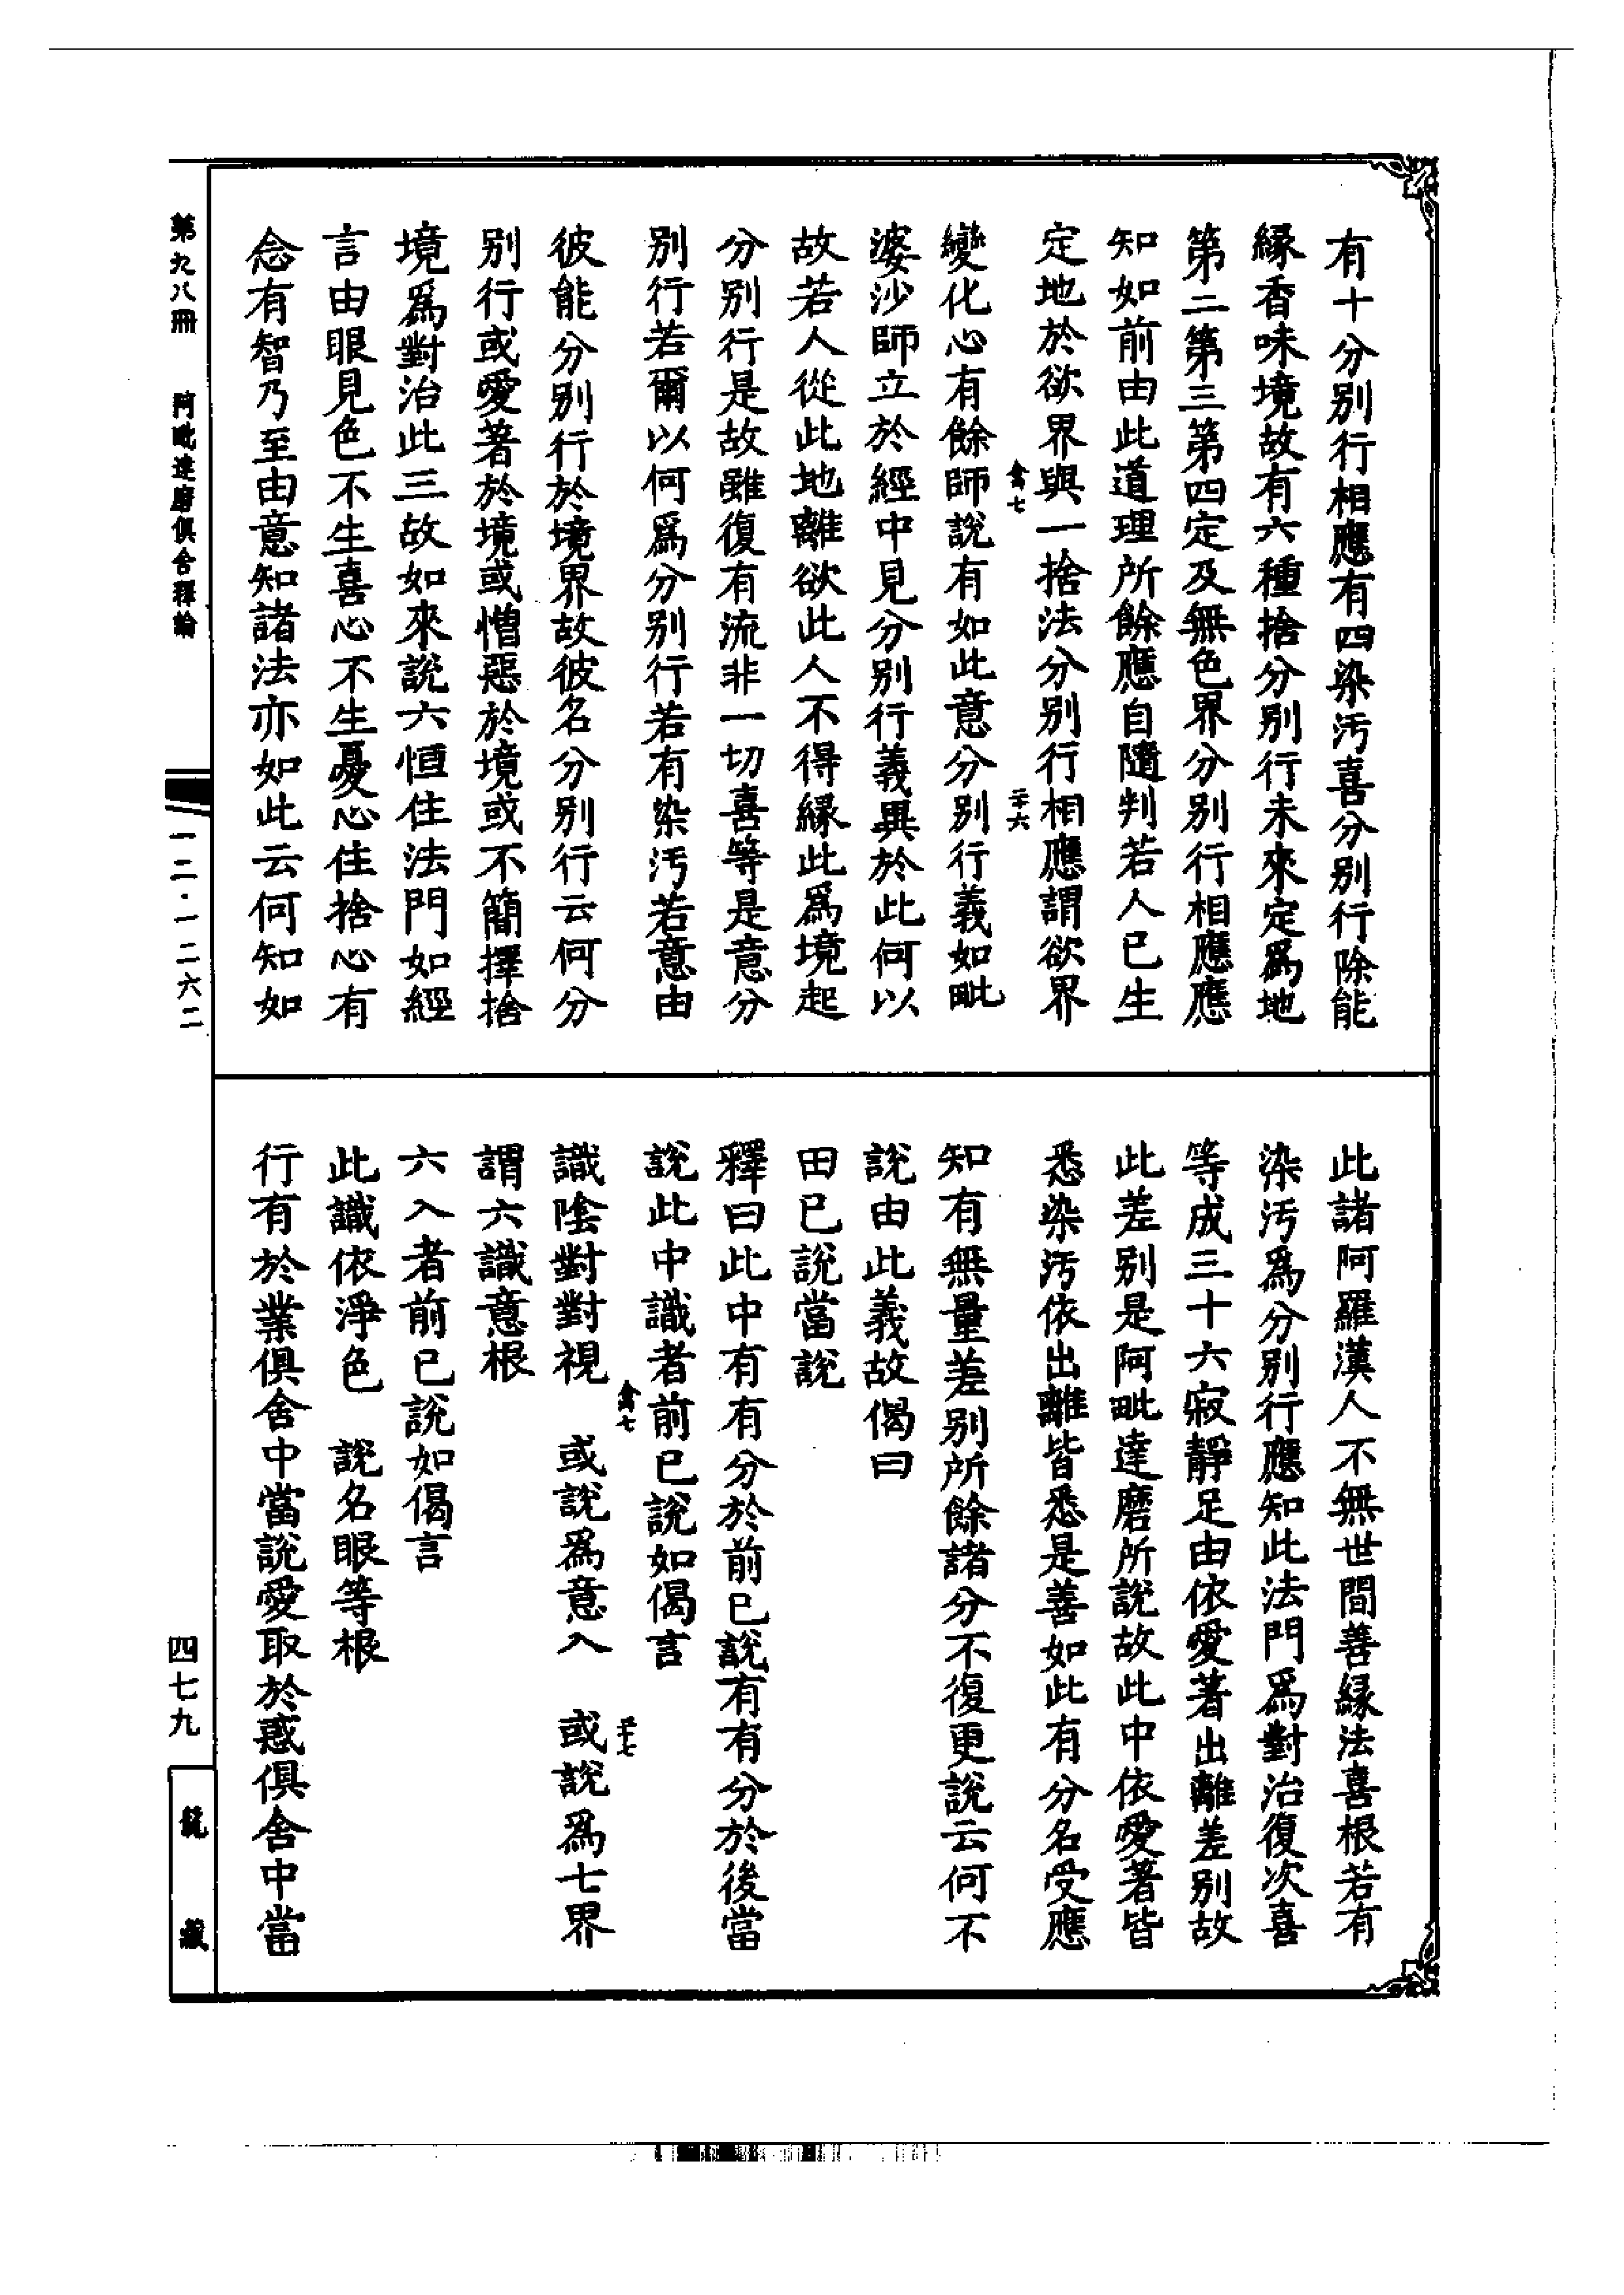 有十分別行相應有四染汚喜分別行除能
緣香味境故有六種捨分別行未來定爲地
第二第三第四定及無色界分別行相應應
知如前由此道理所餘應自隨判若人已生
定地於欲界與一捨法分別行相應謂欲界
禽七
二十六
變化心有餘師說有如此意分別行義如毗
婆沙師立於經中見分別行義異於此何以
故若人從此地離欲此人不得緣此爲境起
分別行是故雖復有流非一切喜等是意分
別行若爾以何爲分別行若有染汚若意由
彼能分別行於境界故彼名分別行云何分
別行或愛著於境或憎惡於境或不簡擇捨
境爲對治此三故如來說六恒住法門如經
言由眼見色不生喜心不生憂心住捨心有
念有智乃至由意知諸法亦如此云何知如
此諸阿羅漢人不無世間善緣法喜根若有
染汚爲分別行應知此法門爲對治復次喜
等成三十六寂靜足由依愛著出離差別故
此差別是阿毗達磨所說故此中依愛著皆
悉染汚依出離皆悉是善如此有分名受應
知有無量差別所餘諸分不復更說云何不
說由此義故偈曰
田已說當說
釋曰此中有有分於前已說有有分於後當
說此中識者前已說如偈言
禽七
二十七
識陰對對視　或說爲意入　或說爲七界
謂六識意根
六入者前已說如偈言
此識依淨色　說名眼等根
行有於業俱舍中當說愛取於惑俱舍中當
第九八冊　阿毗達磨俱舍釋論
一二·一二六二
四七九
龍藏